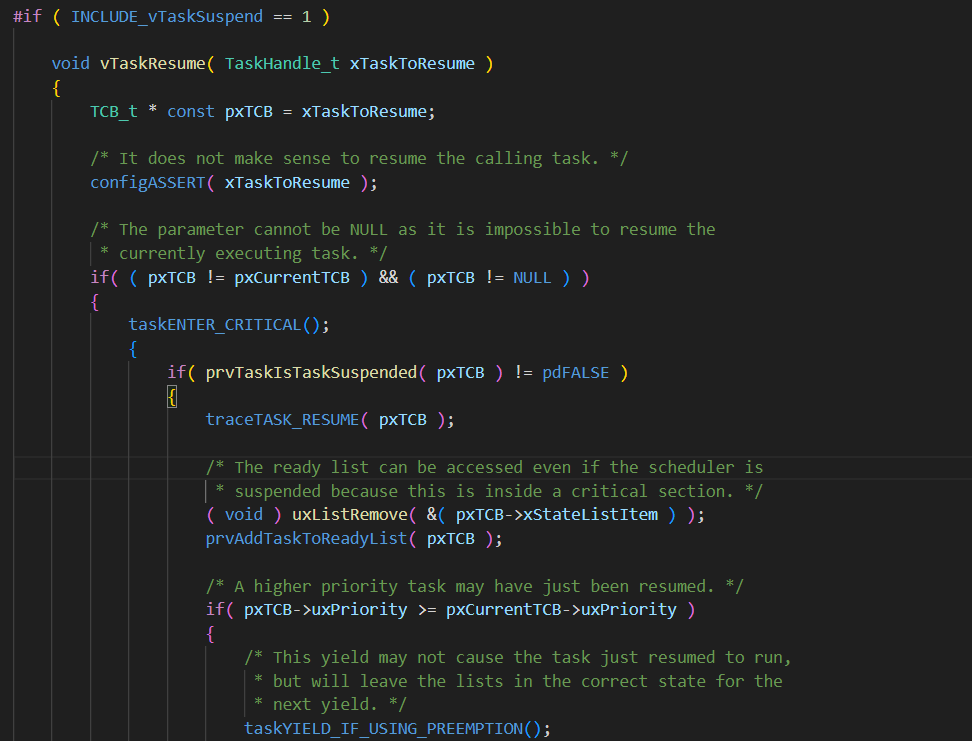 #if ( INCLUDE_vTaskSuspend == 1 )
void vTaskResume( TaskHandle_t xTaskToResume )
{
TCB_t * const pxTCB = xTaskToResume;
/* It does not make sense to resume the calling task. */
configASSERT( xTaskToResume );
/* The parameter cannot be NULL as it is impossible to resume the
* currently executing task. */
if( ( pxTCB != pxCurrentTCB ) && ( pxTCB != NULL ) )
{
taskENTER_CRITICAL();
{
if( prvTaskIsTaskSuspended( pxTCB ) != pdFALSE )
{
traceTASK_RESUME( pxTCB );
/* The ready list can be accessed even if the scheduler is
* suspended because this is inside a critical section. */
( void ) uxListRemove( &( pxTCB->xStateListItem ) );
prvAddTaskToReadyList( pxTCB );
/* A higher priority task may have just been resumed. */
if( pxTCB->uxPriority >= pxCurrentTCB->uxPriority )
{
/* This yield may not cause the task just resumed to run,
* but will leave the lists in the correct state for the
* next yield. */
taskYIELD_IF_USING_PREEMPTION();